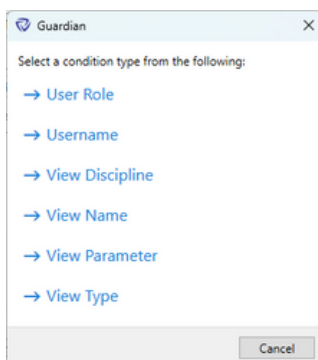 Guardian
Select a condition type from the following:
→ User Role
→ Username
→ View Discipline
→ View Name
→ View Parameter
→ View Type
Cancel